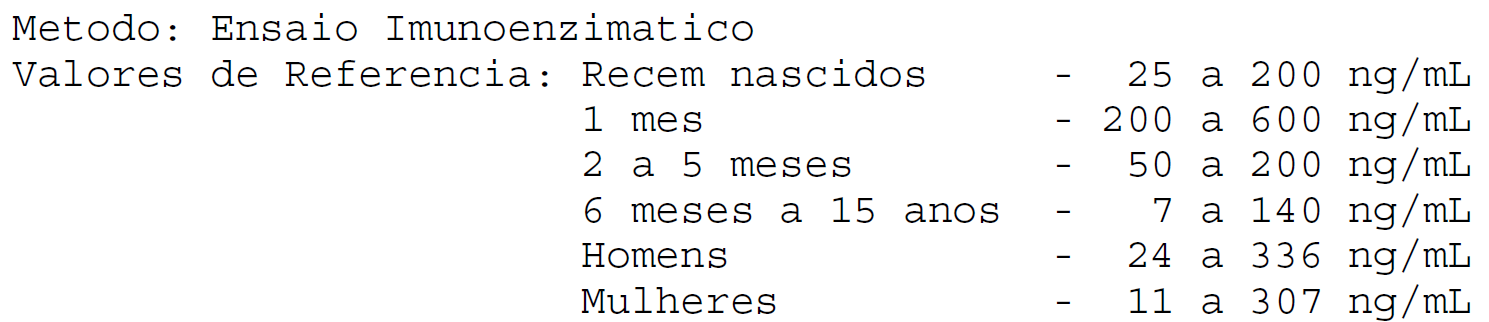 Metodo: Ensaio Imunoenzimatico
Valores de Referencia: Recem nascidos - 25 a 200 ng/mL
1 mes - 200 a 600 ng/mL
2 a 5 meses - 50 a 200 ng/mL
6 meses a 15 anos - 7 a 140 ng/mL
Homens - 24 a 336 ng/mL
Mulheres - 11 a 307 ng/mL